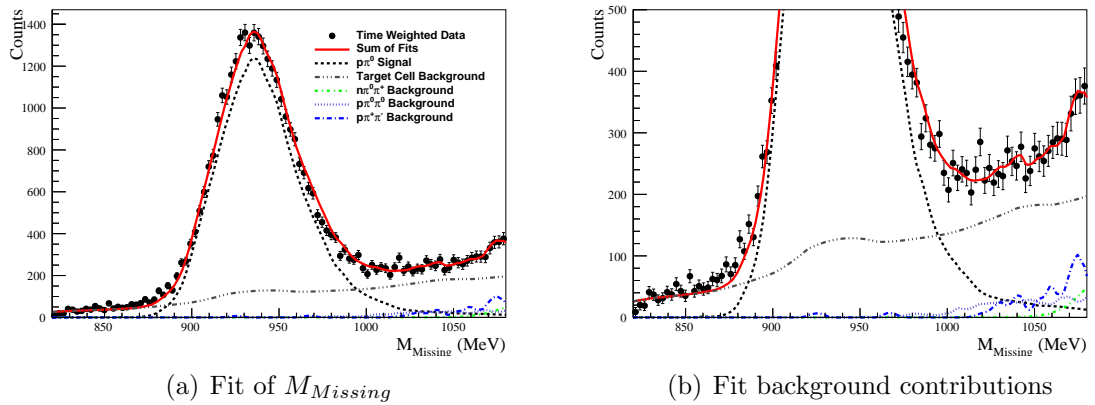 Counts
1400
1200
1000
800
600
400
200
0
850
900
950
1000
1050
M_Missing (MeV)
Time Weighted Data
Sum of Fits
pπ⁰ Signal
Target Cell Background
nπ⁰π⁺ Background
pπ⁰π⁰ Background
pπ⁺π⁻ Background
(a) Fit of M_Missing
Counts
500
400
300
200
100
0
850
900
950
1000
1050
M_Missing (MeV)
(b) Fit background contributions